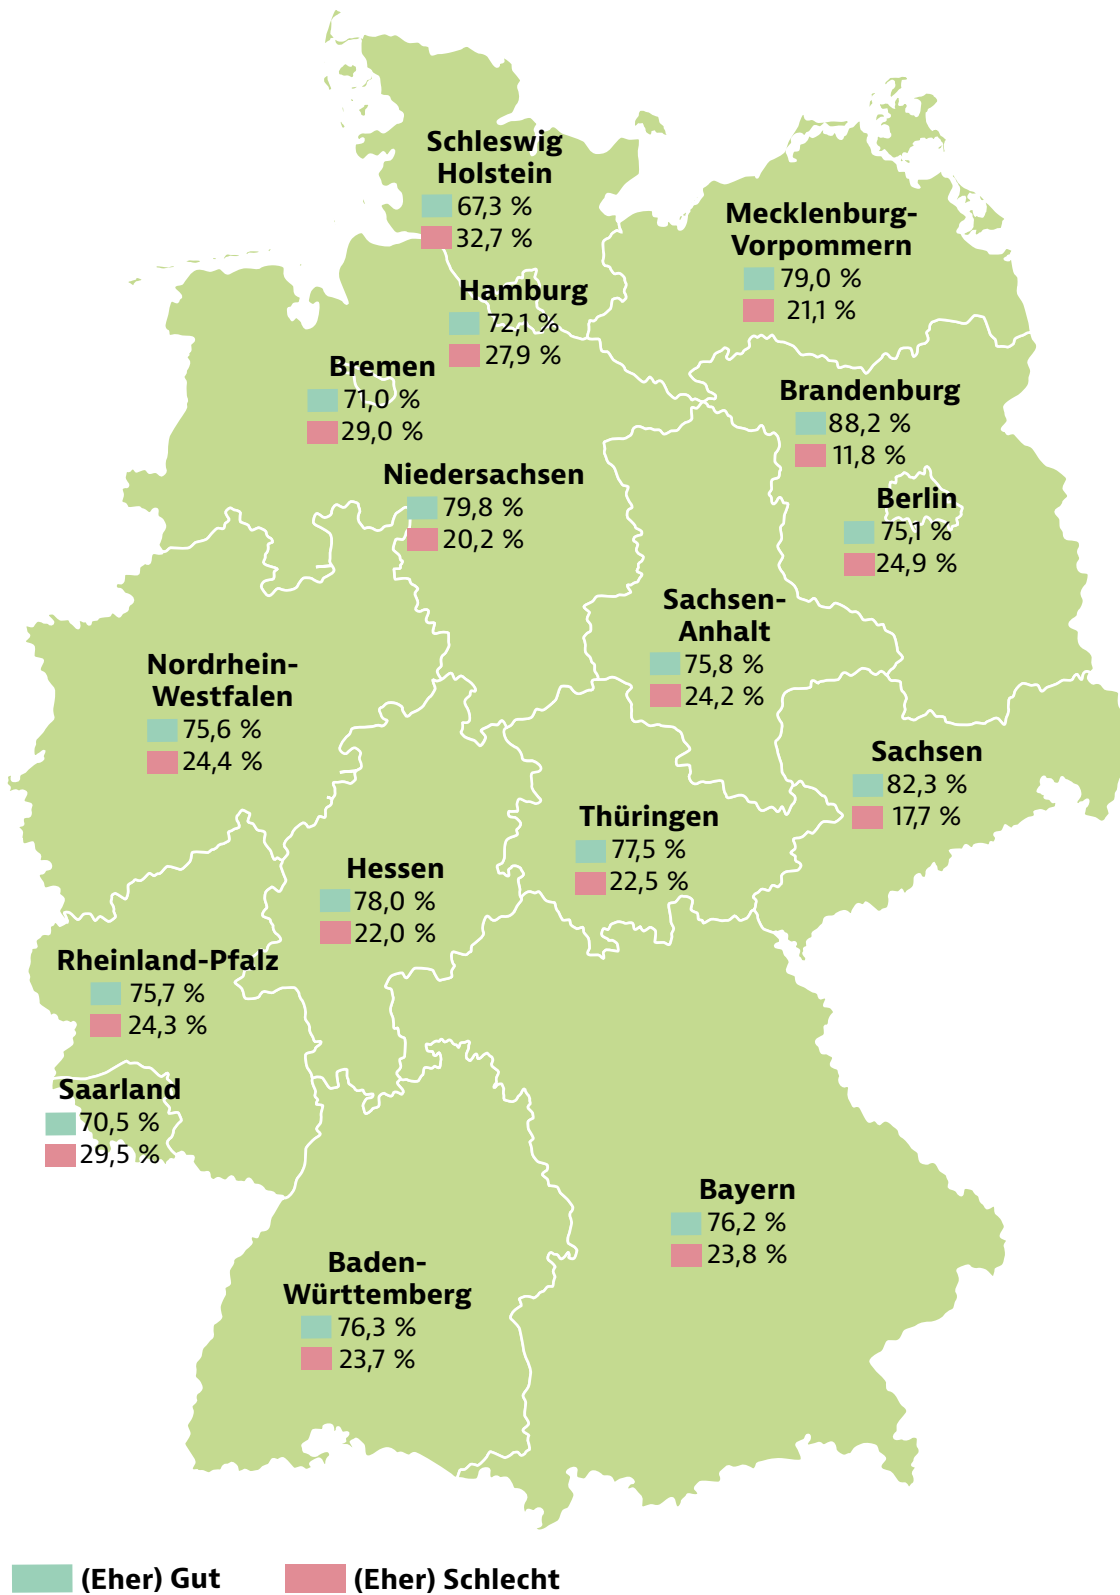 Schleswig
Holstein
67,3 %
32,7 %
Mecklenburg-
Vorpommern
79,0 %
21,1 %
Hamburg
72,1 %
27,9 %
Bremen
71,0 %
29,0 %
Brandenburg
88,2 %
11,8 %
Niedersachsen
79,8 %
20,2 %
Berlin
75,1 %
24,9 %
Sachsen-
Anhalt
75,8 %
24,2 %
Nordrhein-
Westfalen
75,6 %
24,4 %
Sachsen
82,3 %
17,7 %
Thüringen
77,5 %
22,5 %
Hessen
78,0 %
22,0 %
Rheinland-Pfalz
75,7 %
24,3 %
Saarland
70,5 %
29,5 %
Bayern
76,2 %
23,8 %
Baden-
Württemberg
76,3 %
23,7 %
(Eher) Gut
(Eher) Schlecht